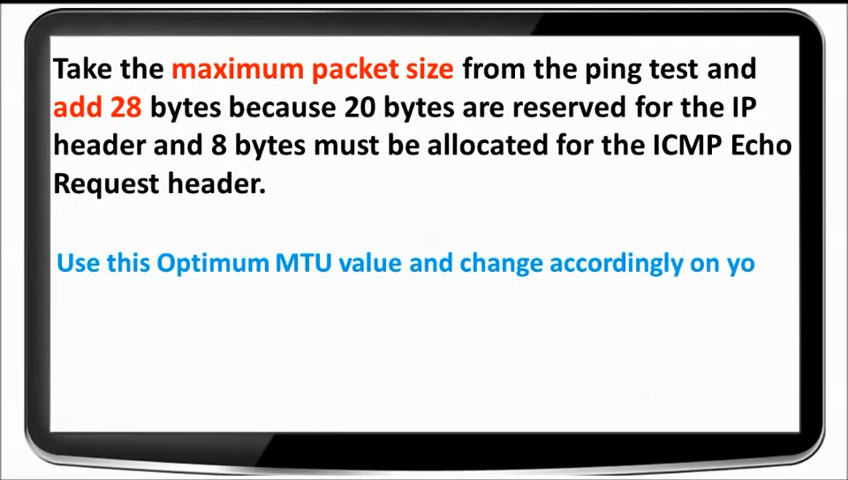 Take the maximum packet size from the ping test and
add 28 bytes because 20 bytes are reserved for the IP
header and 8 bytes must be allocated for the ICMP Echo
Request header.
Use this Optimum MTU value and change accordingly on yo